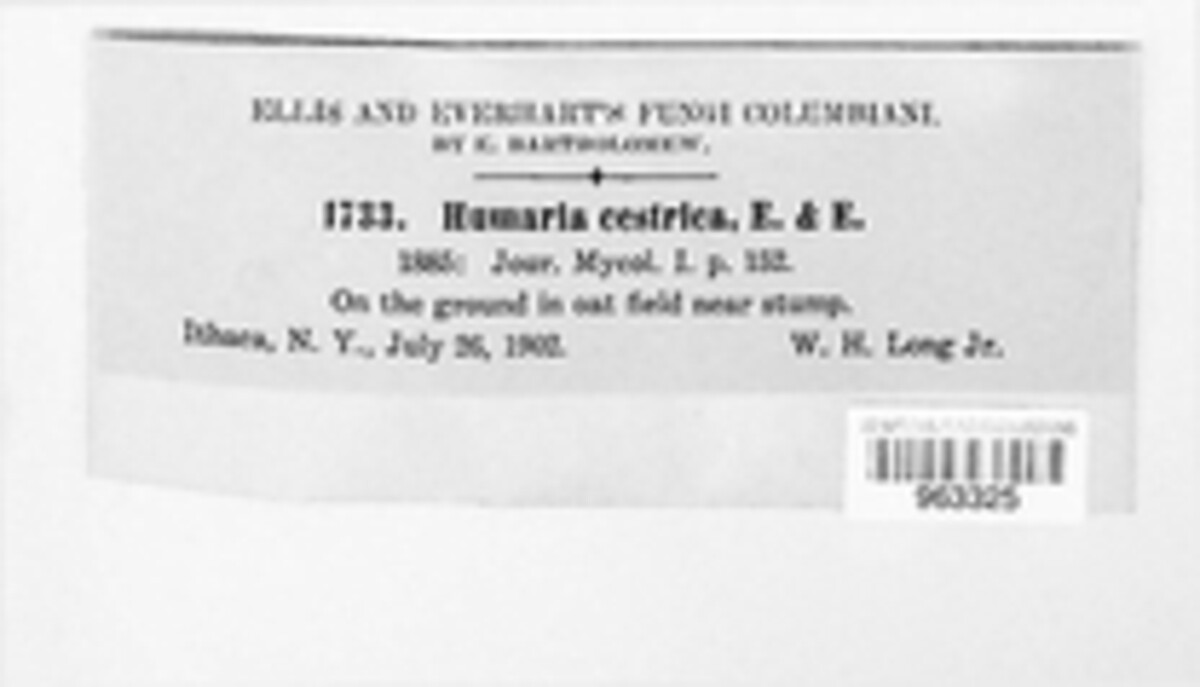 ELLIS AND EVERHART'S FUNGI COLUMBIANI.
BY E. BARTHOLOMEW.
1733. Humaria cestrica, E. & E.
1885: Jour. Mycol. I. p. 152.
On the ground in oat field near stump.
Ithaca, N. Y., July 26, 1902.
W. H. Long Jr.
963325